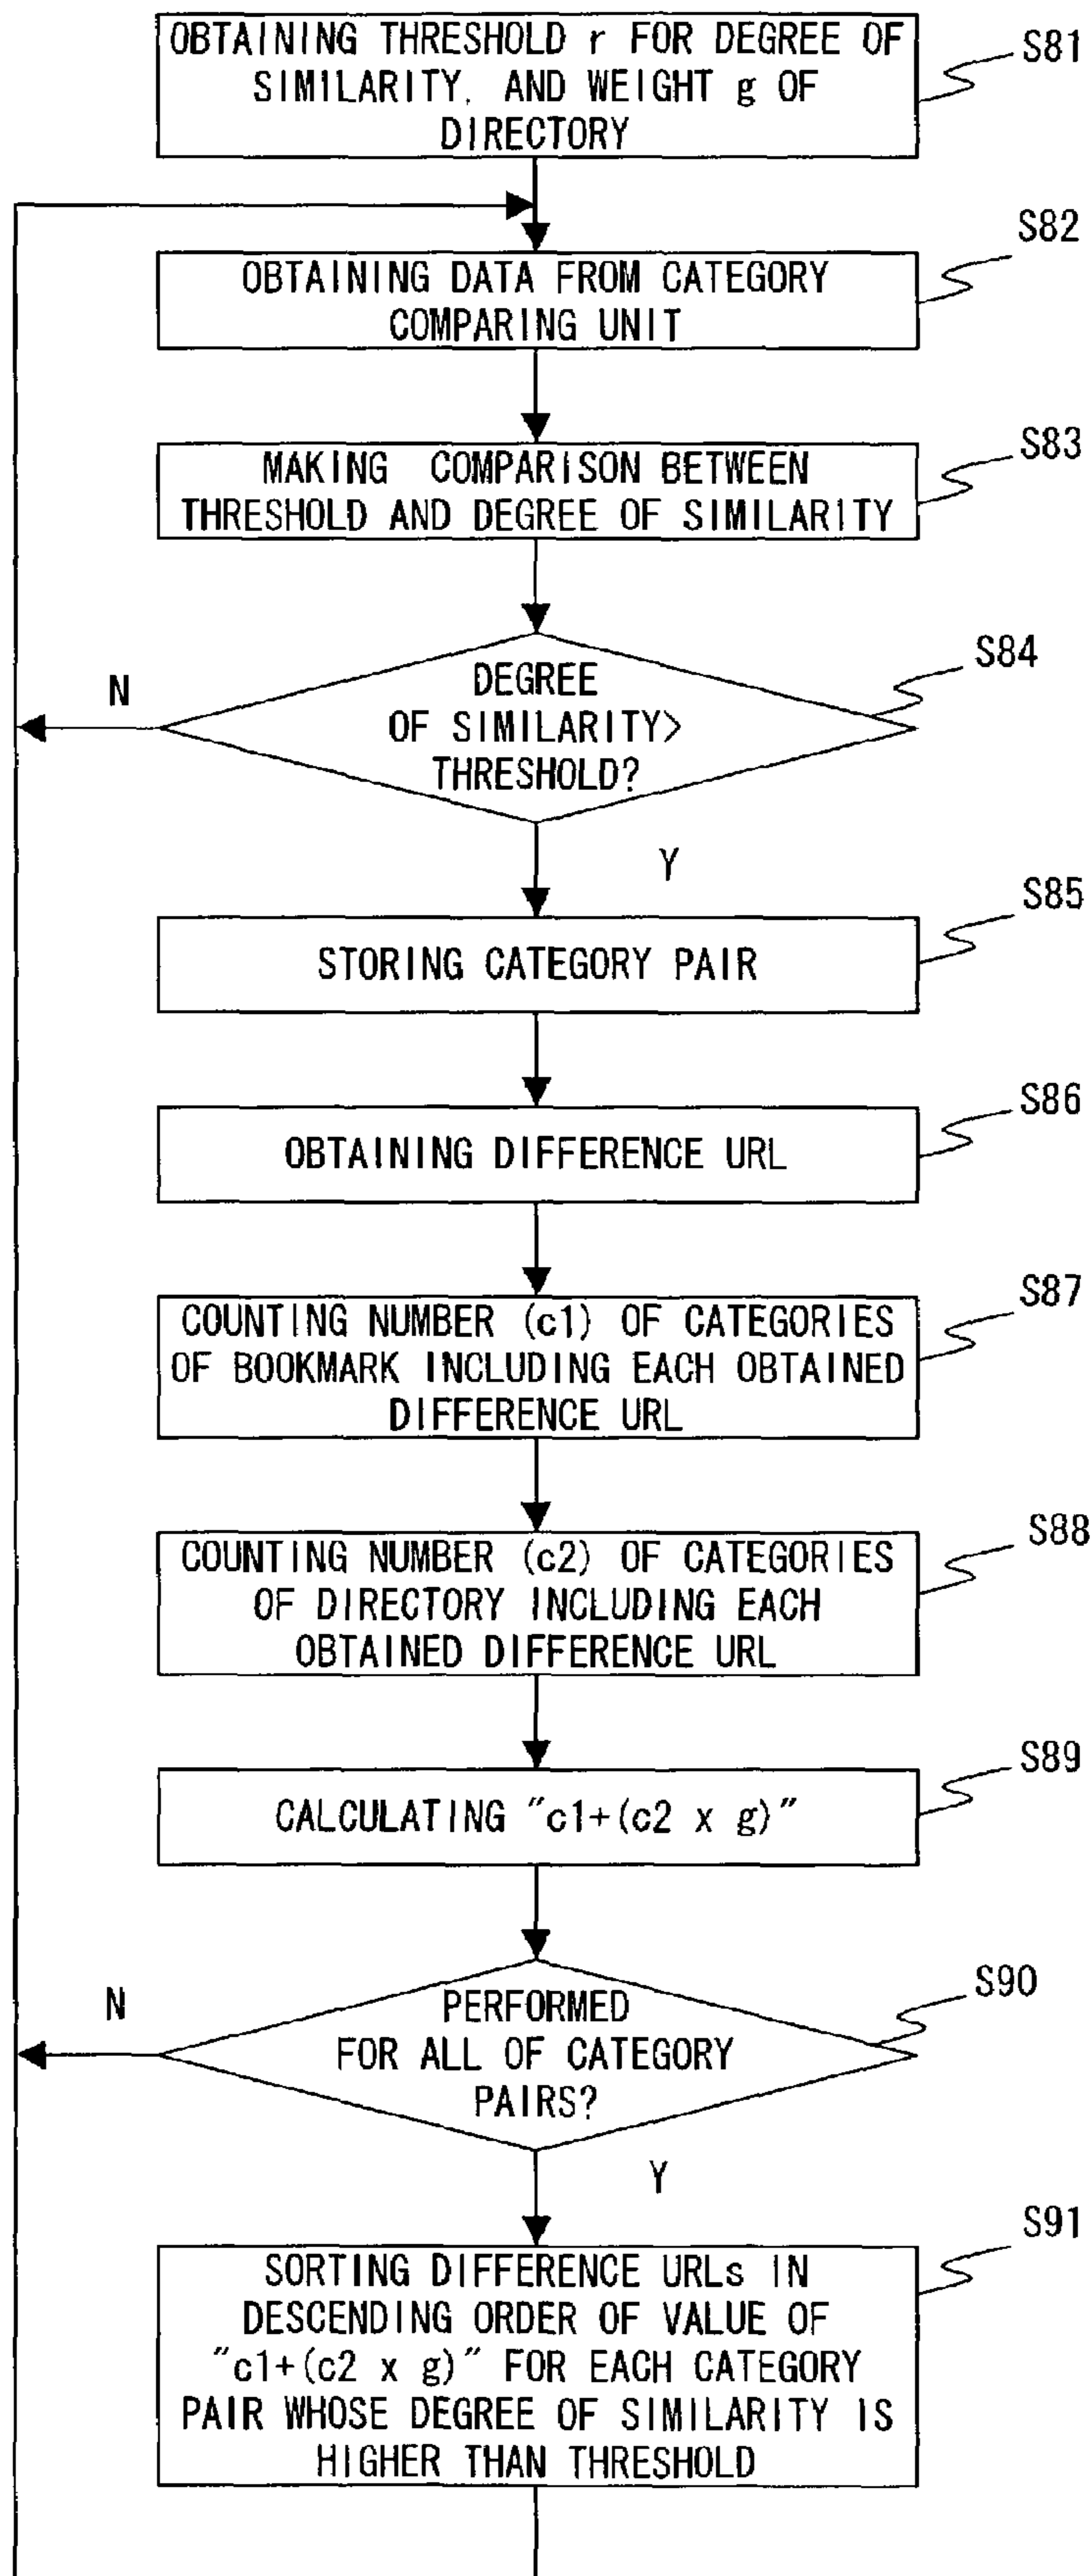 OBTAINING THRESHOLD r FOR DEGREE OF
SIMILARITY, AND WEIGHT g OF
DIRECTORY
S81
S82
OBTAINING DATA FROM CATEGORY
COMPARING UNIT
S83
MAKING COMPARISON BETWEEN
THRESHOLD AND DEGREE OF SIMILARITY
S84
N
DEGREE
OF SIMILARITY>
THRESHOLD?
Y
S85
STORING CATEGORY PAIR
S86
OBTAINING DIFFERENCE URL
S87
COUNTING NUMBER (c1) OF CATEGORIES
OF BOOKMARK INCLUDING EACH OBTAINED
DIFFERENCE URL
S88
COUNTING NUMBER (c2) OF CATEGORIES
OF DIRECTORY INCLUDING EACH
OBTAINED DIFFERENCE URL
S89
CALCULATING "c1+(c2 x g)"
S90
N
PERFORMED
FOR ALL OF CATEGORY
PAIRS?
Y
S91
SORTING DIFFERENCE URLs IN
DESCENDING ORDER OF VALUE OF
"c1+(c2 x g)" FOR EACH CATEGORY
PAIR WHOSE DEGREE OF SIMILARITY IS
HIGHER THAN THRESHOLD